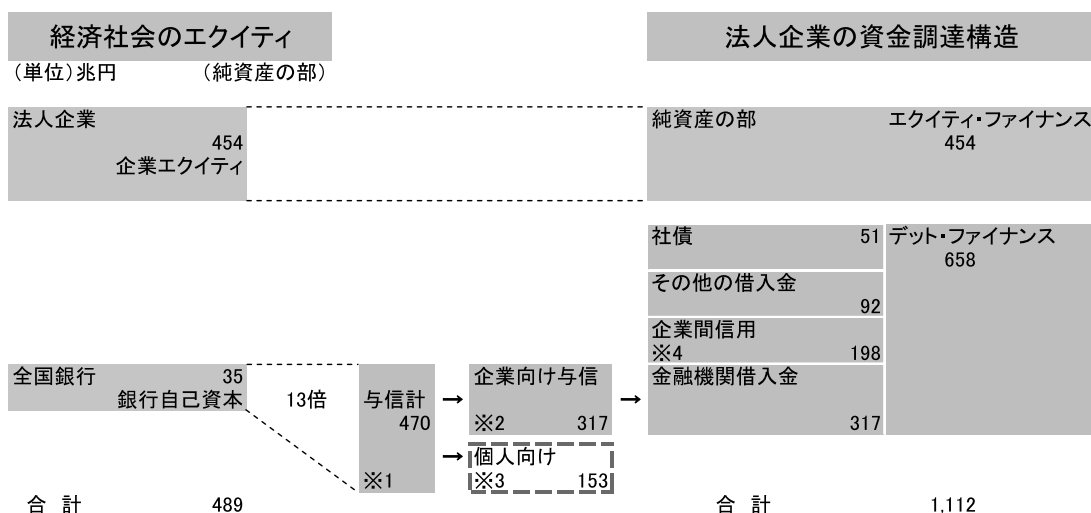 経済社会のエクイティ
(単位)兆円 (純資産の部)
法人企業
454
企業エクイティ
全国銀行 35
銀行自己資本
13倍
与信計
470
※1
→
企業向け与信
※2 317
→
→
個人向け
※3 153
合 計 489
法人企業の資金調達構造
純資産の部 エクイティ・ファイナンス
454
社債 51
デット・ファイナンス
658
その他の借入金
92
企業間信用
※4 198
金融機関借入金
317
合 計 1,112